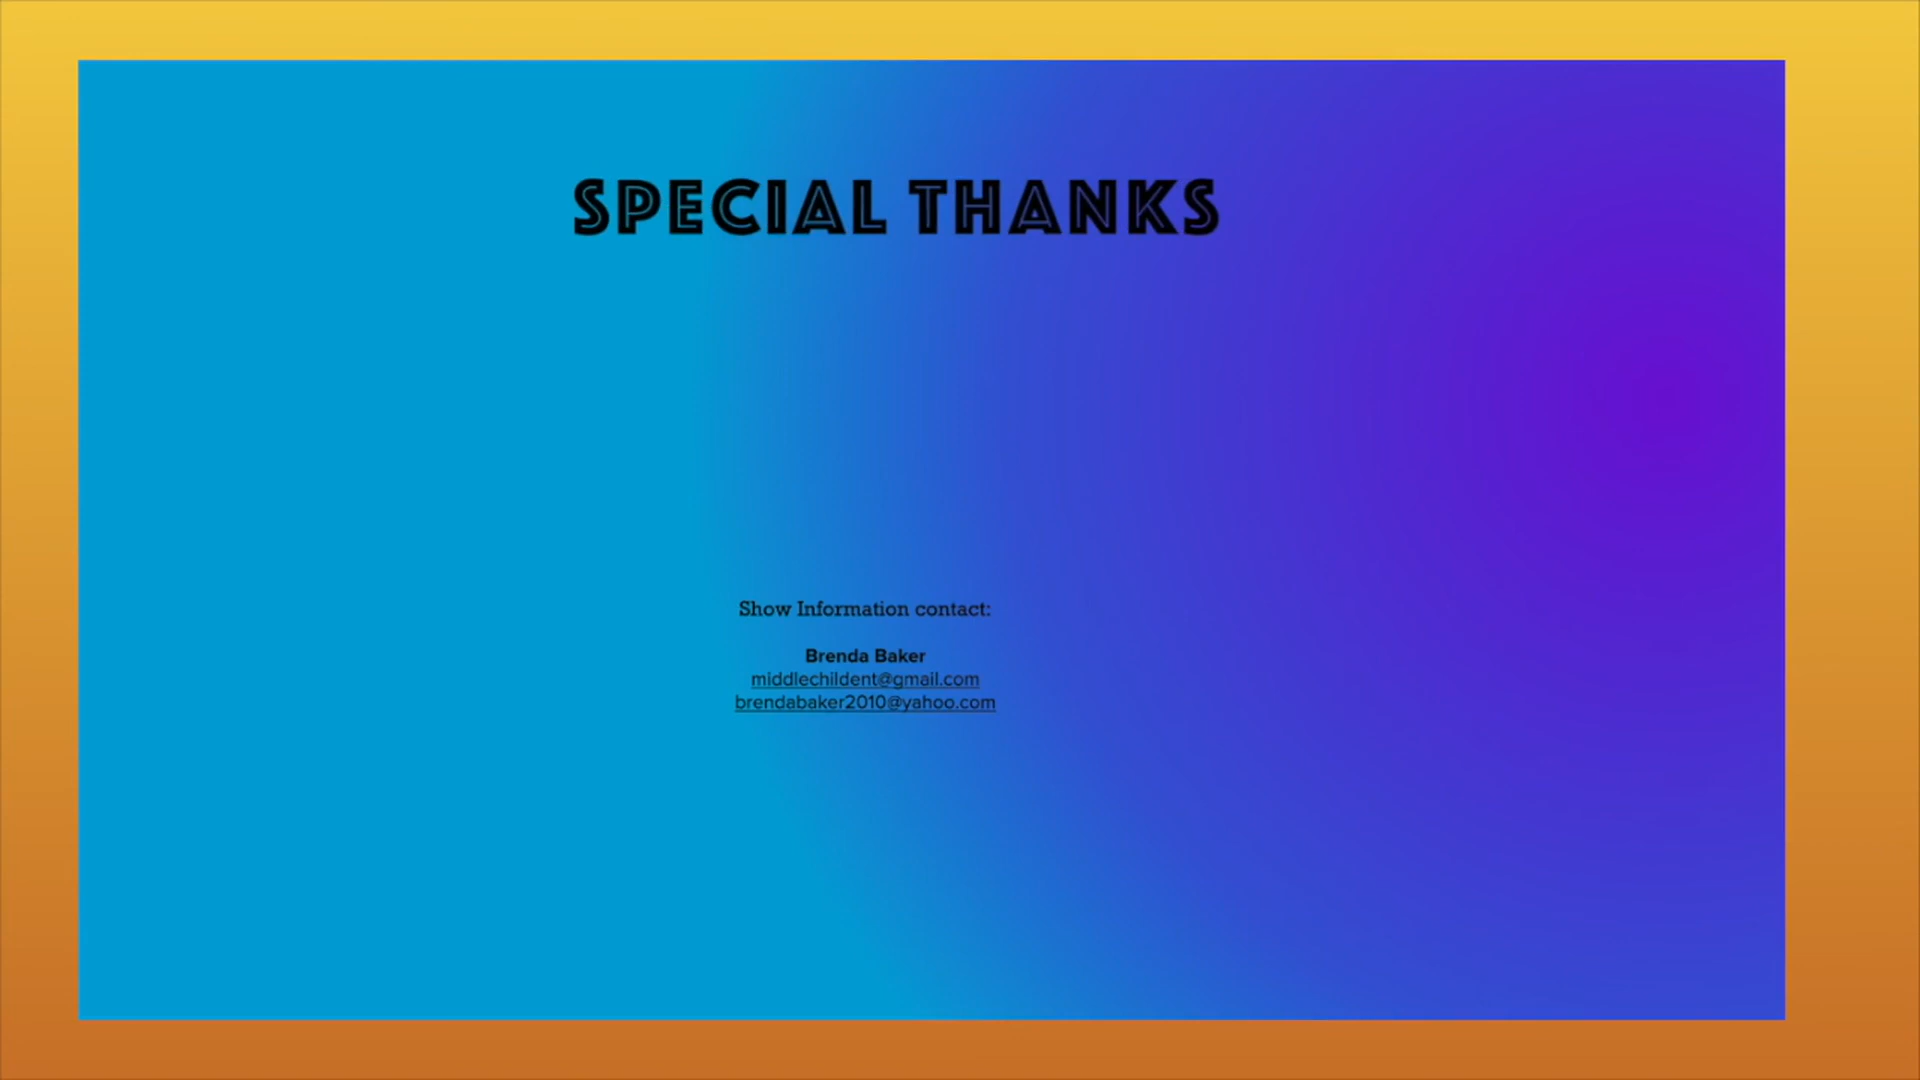 SPECIAL THANKS
Show Information contact:
Brenda Baker
middlechildent@gmail.com
brendabaker2010@yahoo.com